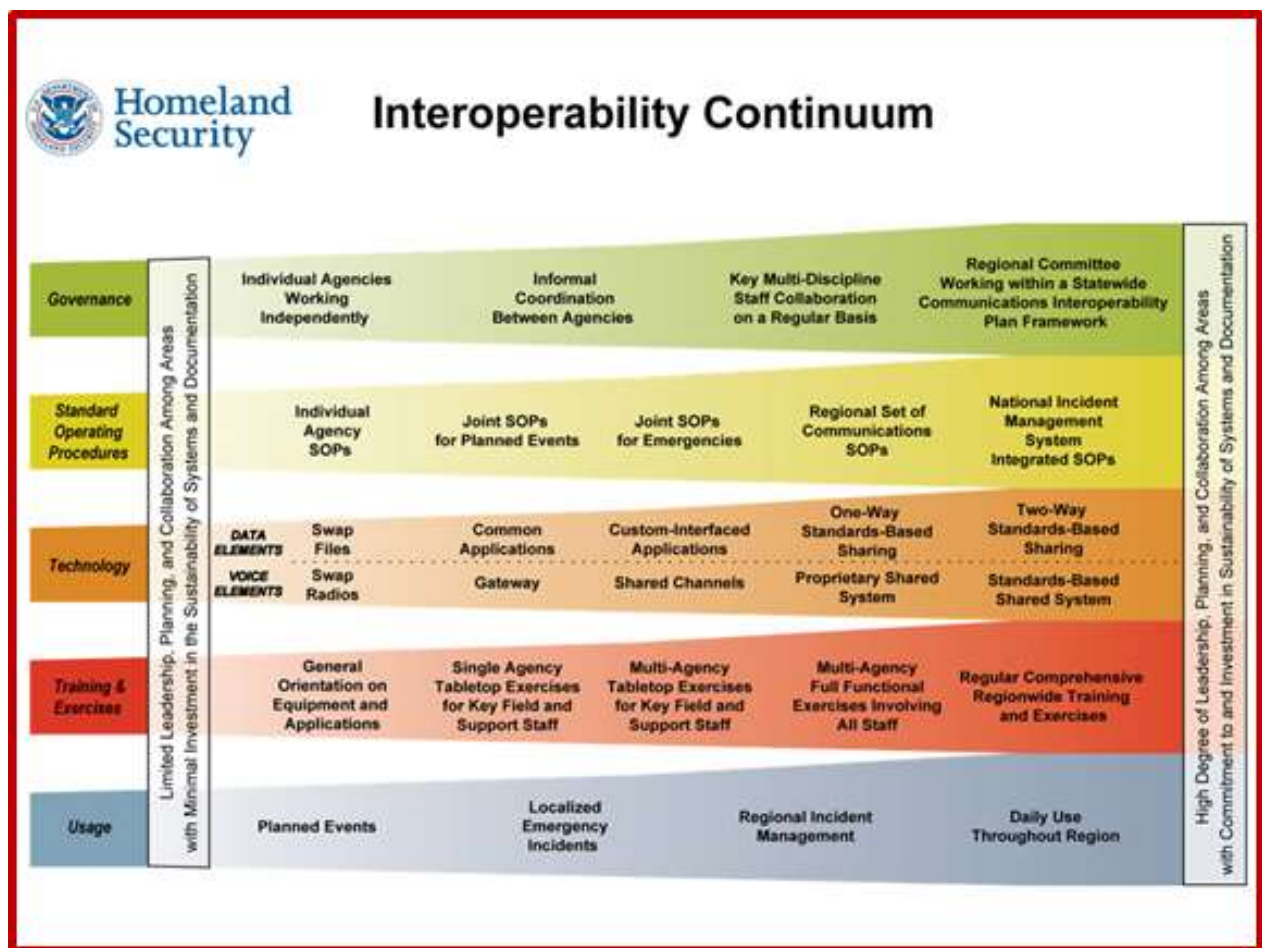 Homeland
Security
Interoperability Continuum
Limited Leadership, Planning, and Collaboration Among Areas
with Minimal Investment in the Sustainability of Systems and Documentation
Governance
Individual Agencies
Working
Independently
Informal
Coordination
Between Agencies
Key Multi-Discipline
Staff Collaboration
on a Regular Basis
Regional Committee
Working within a Statewide
Communications Interoperability
Plan Framework
Standard
Operating
Procedures
Individual
Agency
SOPs
Joint SOPs
for Planned Events
Joint SOPs
for Emergencies
Regional Set of
Communications
SOPs
National Incident
Management
System
Integrated SOPs
Technology
DATA
ELEMENTS
Swap
Files
Common
Applications
Custom-Interfaced
Applications
One-Way
Standards-Based
Sharing
Two-Way
Standards-Based
Sharing
VOICE
ELEMENTS
Swap
Radios
Gateway
Shared Channels
Proprietary Shared
System
Standards-Based
Shared System
Training &
Exercises
General
Orientation on
Equipment and
Applications
Single Agency
Tabletop Exercises
for Key Field and
Support Staff
Multi-Agency
Tabletop Exercises
for Key Field and
Support Staff
Multi-Agency
Full Functional
Exercises Involving
All Staff
Regular Comprehensive
Regionwide Training
and Exercises
Usage
Planned Events
Localized
Emergency
Incidents
Regional Incident
Management
Daily Use
Throughout Region
High Degree of Leadership, Planning, and Collaboration Among Areas
with Commitment to and Investment in Sustainability of Systems and Documentation